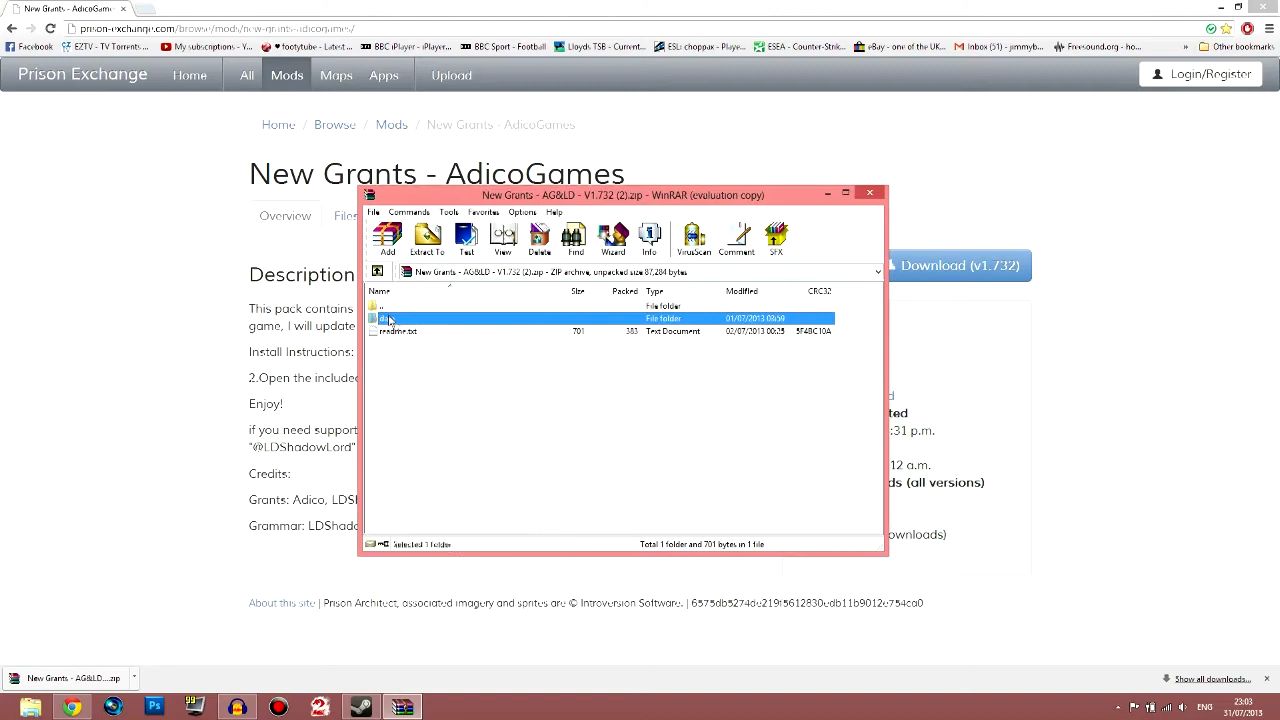 New Grants - AdicoGame
prison-exchange.com/browse/mods/new-grants-adicogames/
Facebook EZTV - TV Torrents... My subscriptions - Y... footytube - Latest... BBC iPlayer - iPlaye... BBC Sport - Football Lloyds TSB - Current... ESL: choppax - Playe... ESEA - Counter-Strik... eBay - one of the UK... Inbox (51) - jimmyb... Freesound.org - ho... » Other bookmarks
Prison Exchange Home All Mods Maps Apps Upload Login/Register
Home / Browse / Mods / New Grants - AdicoGames
New Grants - AdicoGames
New Grants - AG&LD - V1.732 (2).zip - WinRAR (evaluation copy)
File Commands Tools Favorites Options Help
Overview Files
Add Extract To Test View Delete Find Wizard Info VirusScan Comment SFX
Download (v1.732)
New Grants - AG&LD - V1.732 (2).zip - ZIP archive, unpacked size 87,284 bytes
Description
Name Size Packed Type Modified CRC32
This pack contains
.. File folder
File folder 01/07/2013 03:59
game, I will update
readme.txt 701 383 Text Document 02/07/2013 00:25 5F4BC10A
Install Instructions:
2.Open the included
Enjoy!
if you need support
"@LDShadowLord"
Credits:
Grants: Adico, LDSH
Grammar: LDShado
ted
:31 p.m.
12 a.m.
ds (all versions)
ownloads)
Selected 1 folder Total 1 folder and 701 bytes in 1 file
About this site | Prison Architect, associated imagery and sprites are © Introversion Software. | 6575db5274de219f5612830edb11b9012e754ca0
New Grants - AG&LD....zip Show all downloads...
ENG 23:03
31/07/2013